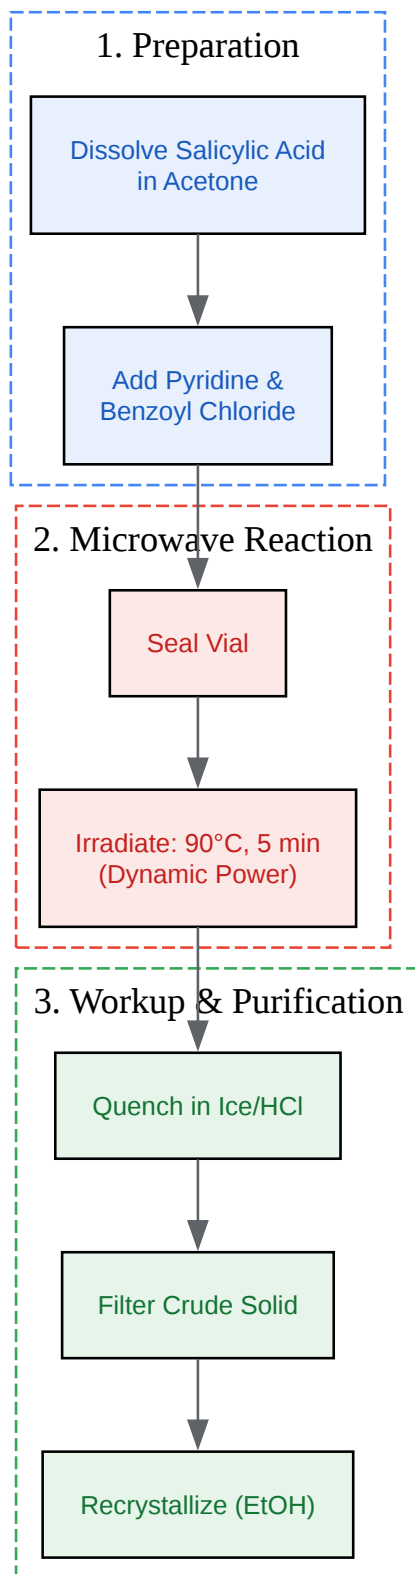 1. Preparation
Dissolve Salicylic Acid
in Acetone
Add Pyridine &
Benzoyl Chloride
2. Microwave Reaction
Seal Vial
Irradiate: 90°C, 5 min
(Dynamic Power)
3. Workup & Purification
Quench in Ice/HCl
Filter Crude Solid
Recrystallize (EtOH)